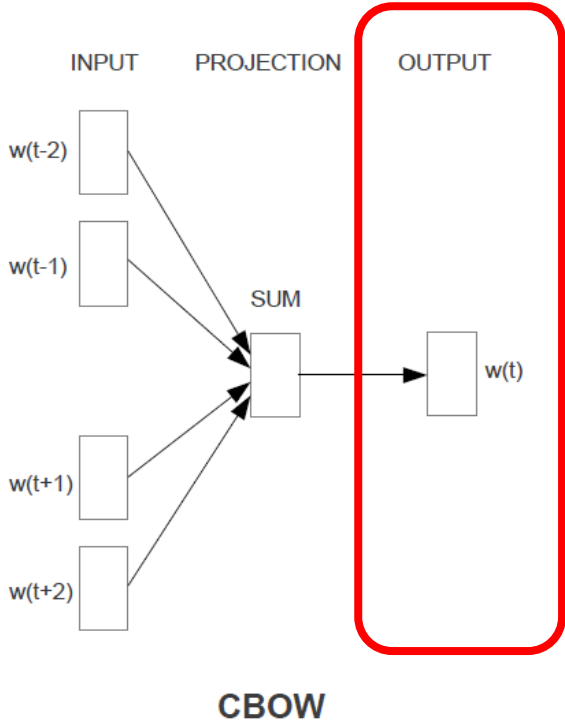 INPUT PROJECTION OUTPUT
w(t-2)
w(t-1)
SUM
w(t)
w(t+1)
w(t+2)
CBOW